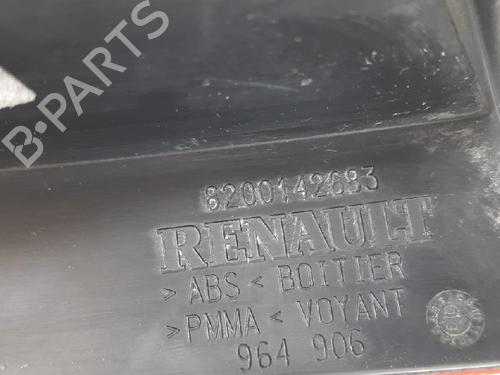 B-PARTS
8200142683
RENAULT
> ABS < BOITIER
> PMMA < VOYANT
964 906